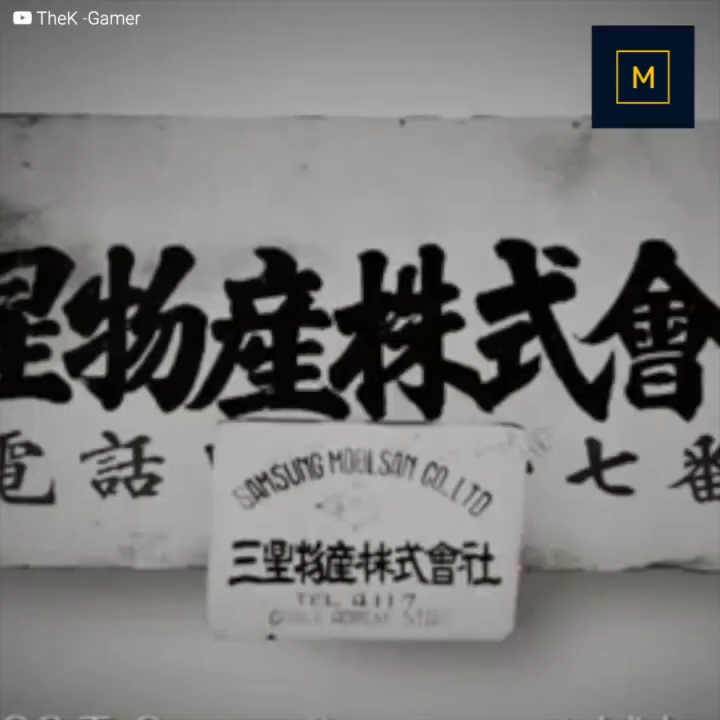 TheK -Gamer
M
星物産株式會
電話 七番
SAMSUNG MOOLSAN CO., LTD
三星物産株式會社
TEL. 4117